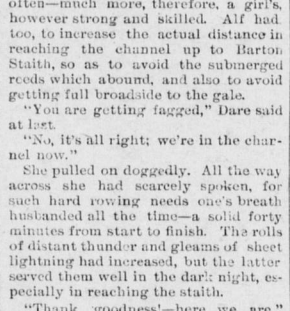 often—much more, therefore, a girl's,
however strong and skilled. Alf had
too, to increase the actual distance in
reaching the channel up to Barton
Staith, so as to avoid the submerged
reeds which abound, and also to avoid
getting full broadside to the gale.
"You are getting fagged," Dare said
at last.
"No, it's all right; we're in the char-
nel now."
She pulled on doggedly. All the way
across she had scarcely spoken, for
such hard rowing needs one's breath
husbanded all the time—a solid forty
minutes from start to finish. The rolls
of distant thunder and gleams of sheet
lightning had increased, but the latter
served them well in the dark night, es-
pecially in reaching the staith.
"Thank goodness!—here we are."